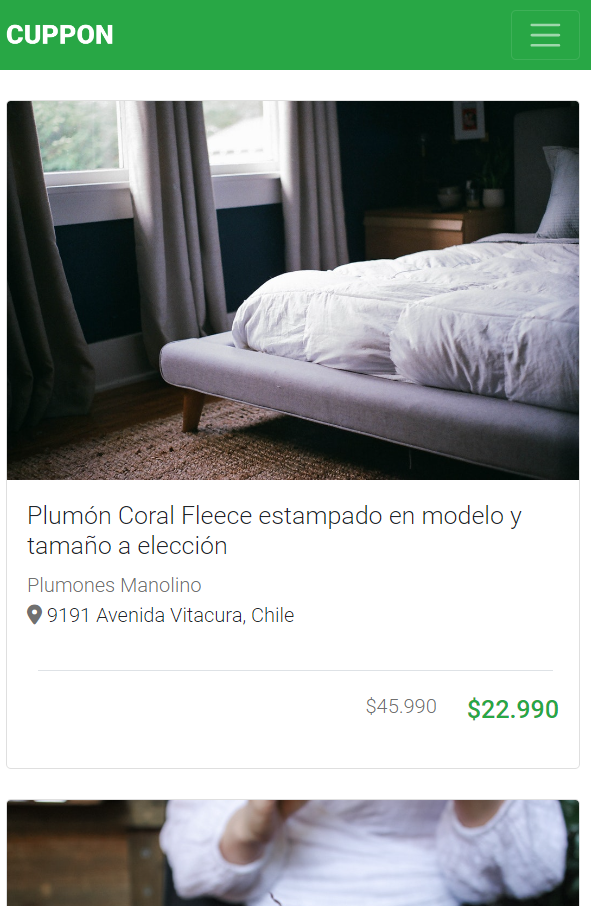 CUPPON
Plumón Coral Fleece estampado en modelo y
tamaño a elección
Plumones Manolino
9191 Avenida Vitacura, Chile
$45.990 $22.990